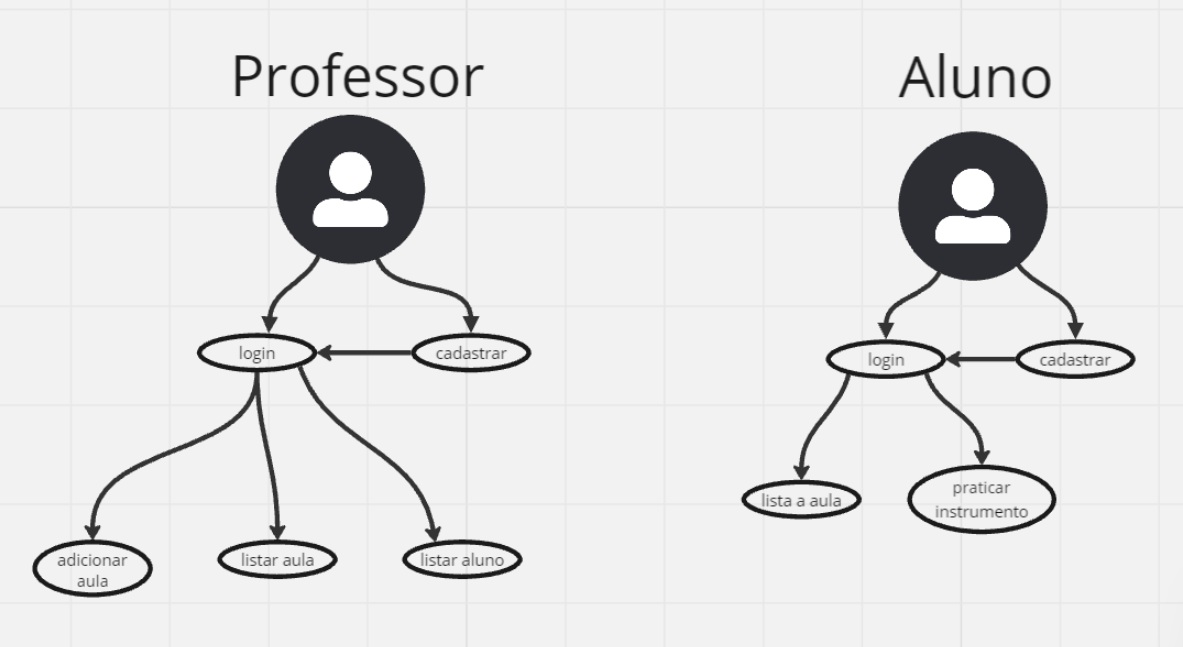 Professor
Aluno
login
cadastrar
login
cadastrar
adicionar
aula
listar aula
listar aluno
lista a aula
praticar
instrumento